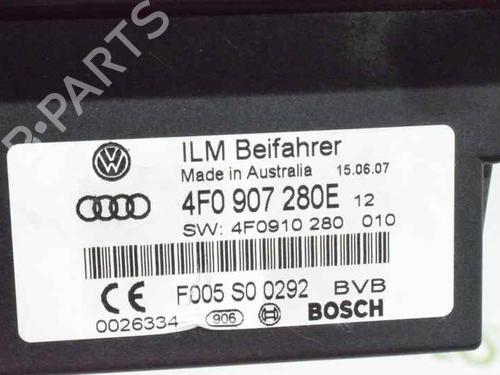 B-PARTS
ILM Beifahrer
Made in Australia 15.06.07
4F0 907 280E 12
SW: 4F0910 280 010
CE F005 S0 0292 BVB
0026334 906 BOSCH